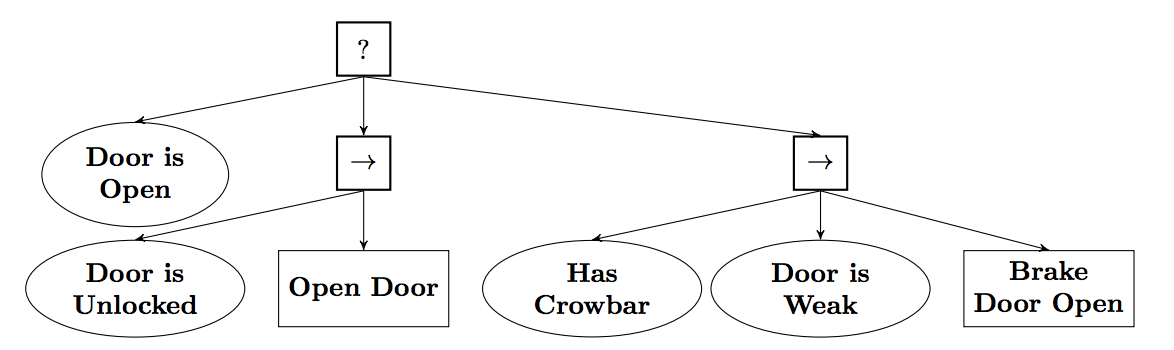 ?
Door is
Open
→
→
Door is
Unlocked
Open Door
Has
Crowbar
Door is
Weak
Brake
Door Open